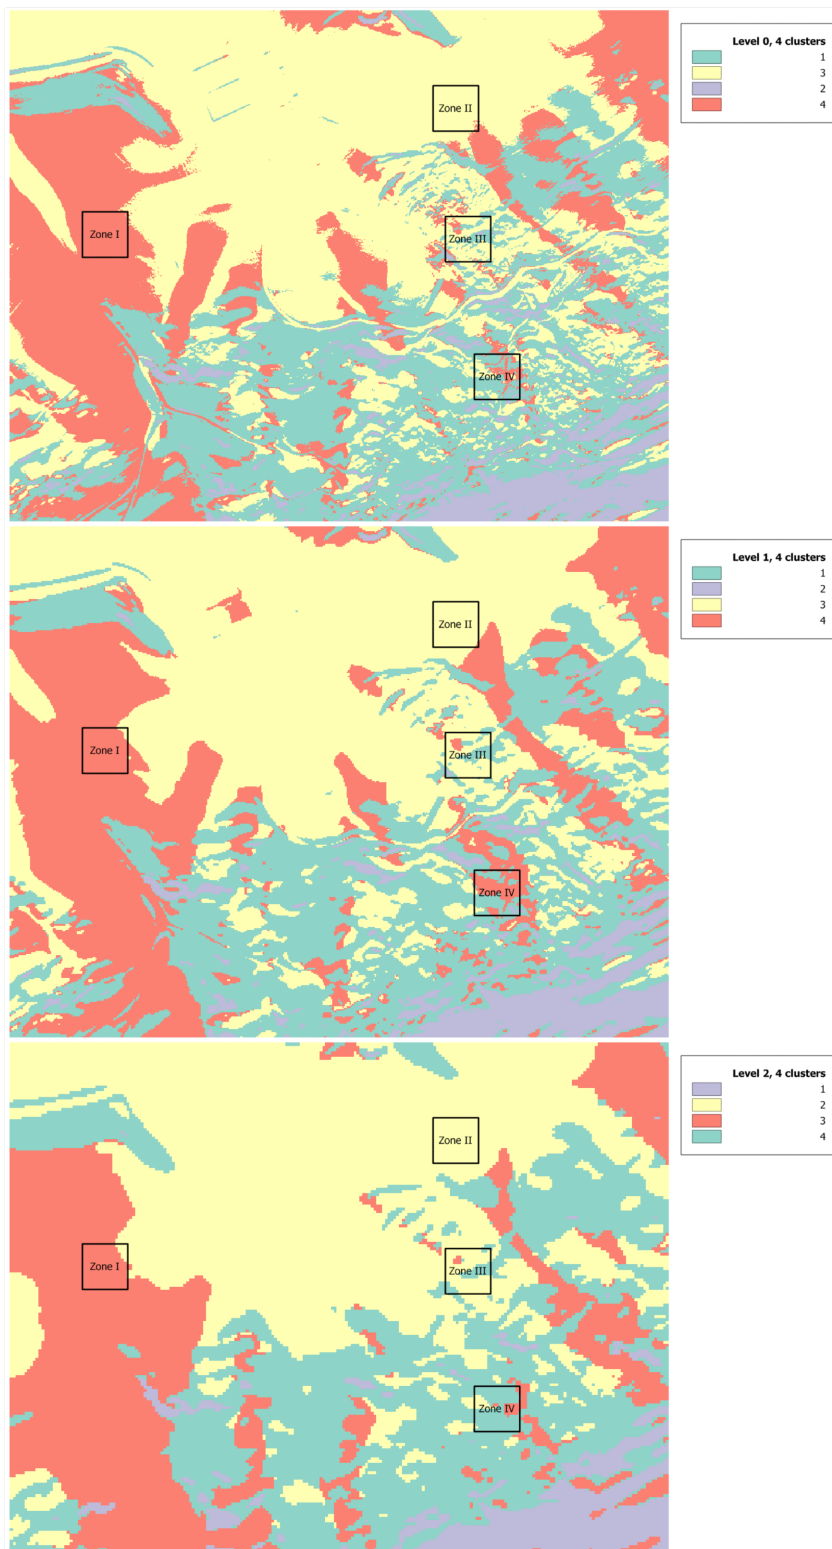 Level 0, 4 clusters
1
3
2
4
Zone II
Zone I
Zone III
Zone IV
Level 1, 4 clusters
1
2
3
4
Zone II
Zone I
Zone III
Zone IV
Level 2, 4 clusters
1
2
3
4
Zone II
Zone I
Zone III
Zone IV